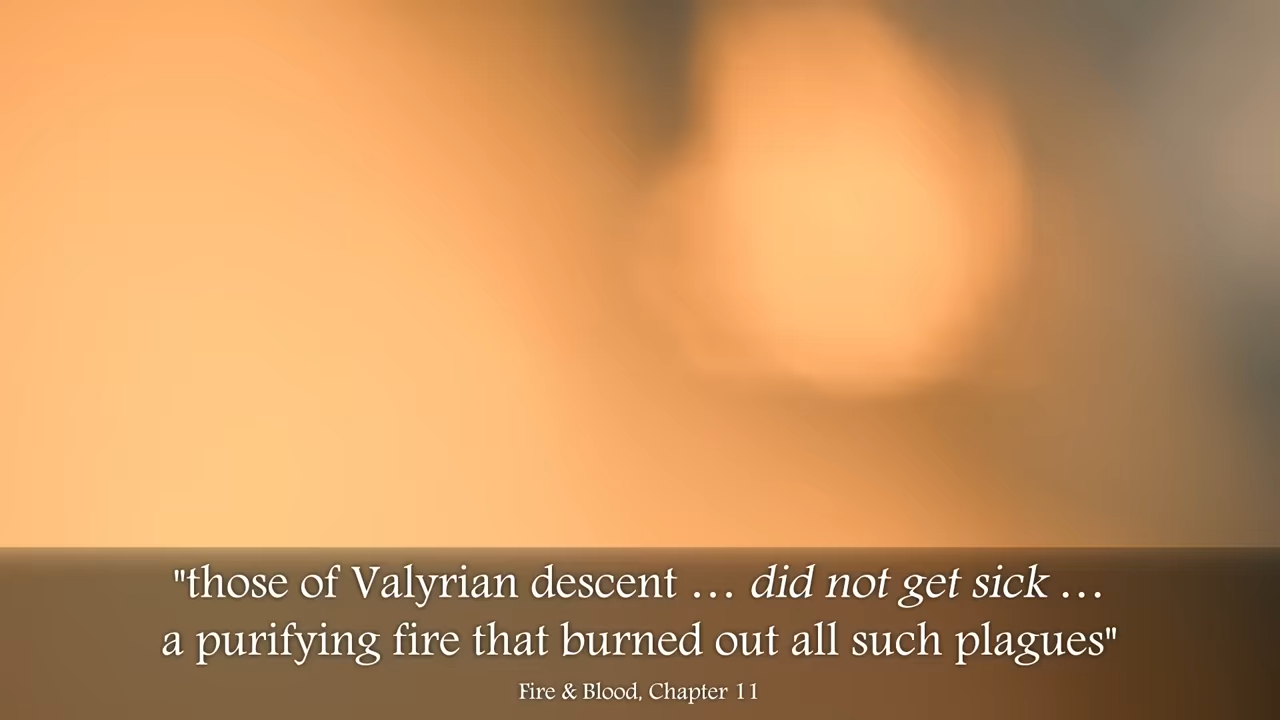 "those of Valyrian descent … did not get sick …
a purifying fire that burned out all such plagues"
Fire & Blood, Chapter 11